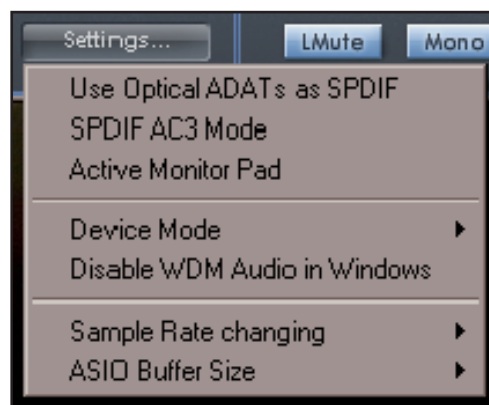 Settings... LMute Mono
Use Optical ADATs as SPDIF
SPDIF AC3 Mode
Active Monitor Pad
Device Mode
Disable WDM Audio in Windows
Sample Rate changing
ASIO Buffer Size